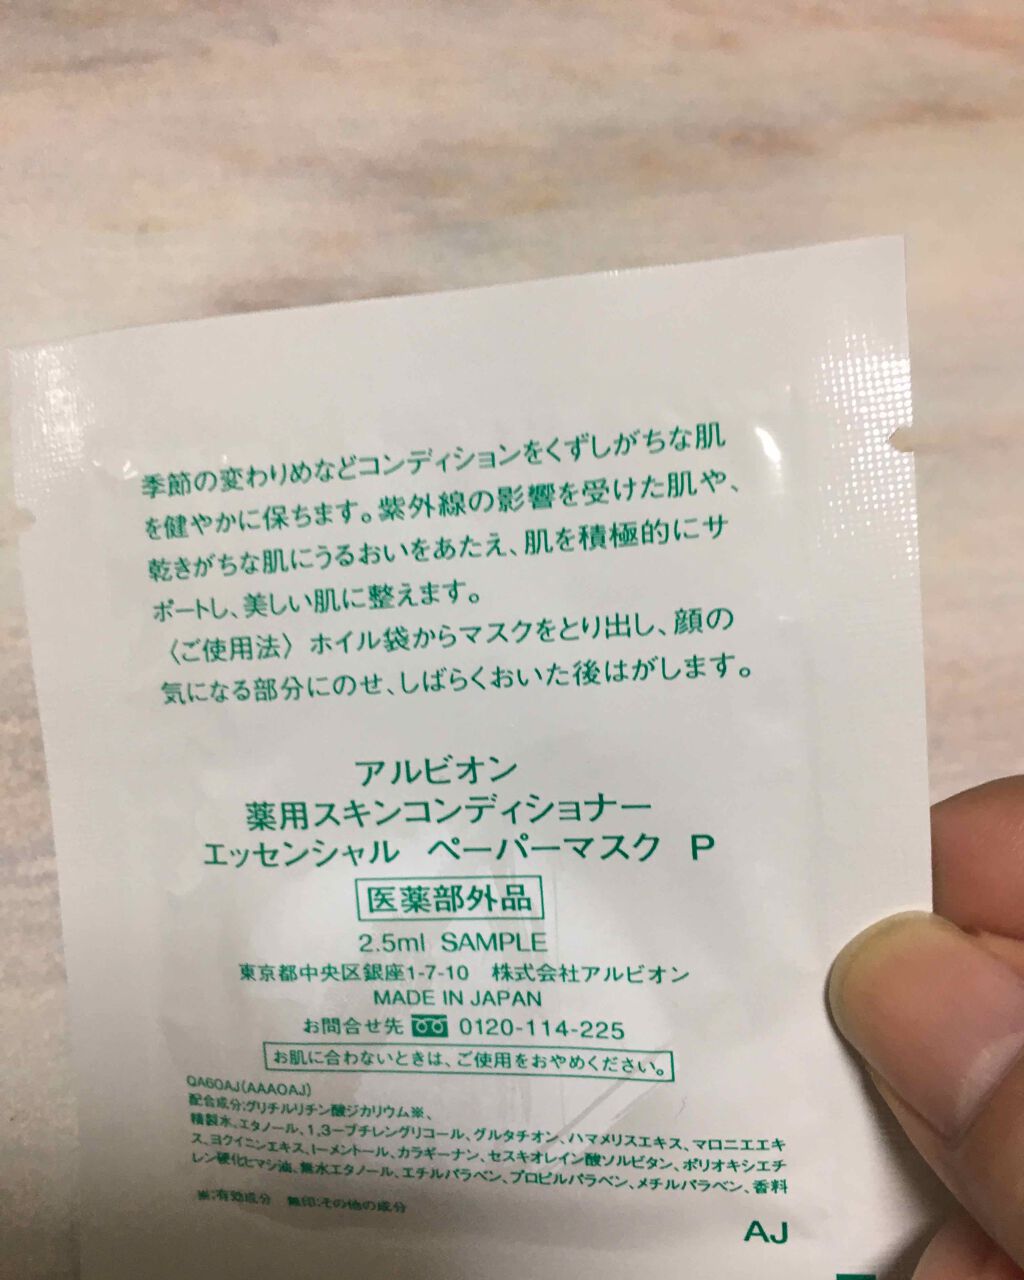 季節の変わりめなどコンディションをくずしがちな肌
を健やかに保ちます。紫外線の影響を受けた肌や、
乾きがちな肌にうるおいをあたえ、肌を積極的にサ
ポートし、美しい肌に整えます。
〈ご使用法〉ホイル袋からマスクをとり出し、顔の
気になる部分にのせ、しばらくおいた後はがします。
アルビオン
薬用スキンコンディショナー
エッセンシャル ペーパーマスク P
医薬部外品
2.5ml SAMPLE
東京都中央区銀座1-7-10 株式会社アルビオン
MADE IN JAPAN
お問合せ先 0120-114-225
お肌に合わないときは、ご使用をおやめください。
QA60AJ(AAA0AJ)
配合成分:グリチルリチン酸ジカリウム※、
精製水、エタノール、1,3-ブチレングリコール、グルタチオン、ハマメリスエキス、マロニエエキ
ス、ヨクイニンエキス、l-メントール、カラギーナン、セスキオレイン酸ソルビタン、ポリオキシエチ
レン硬化ヒマシ油、無水エタノール、エチルパラベン、プロピルパラベン、メチルパラベン、香料
※:有効成分 無印:その他の成分
AJ